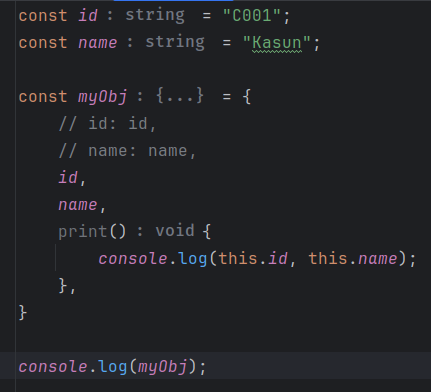 const id : string = "C001";
const name : string = "Kasun";
const myObj : {...} = {
// id: id,
// name: name,
id,
name,
print() : void {
console.log(this.id, this.name);
},
}
console.log(myObj);